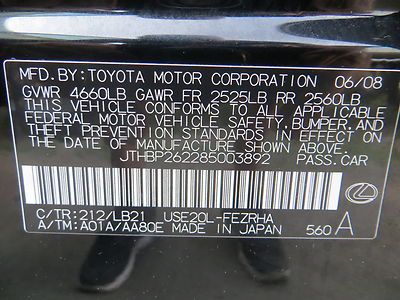 MFD. BY: TOYOTA MOTOR CORPORATION 06/08
GVWR 4660LB GAWR FR 2525LB RR 2560LB
THIS VEHICLE CONFORMS TO ALL APPLICABLE
FEDERAL MOTOR VEHICLE SAFETY, BUMPER, AND
THEFT PREVENTION STANDARDS IN EFFECT ON
THE DATE OF MANUFACTURE SHOWN ABOVE.
JTHBP262285003892 PASS. CAR
C/TR: 212/LB21 USE20L-FEZRHA
A/TM: A01A/AA80E MADE IN JAPAN 560 A